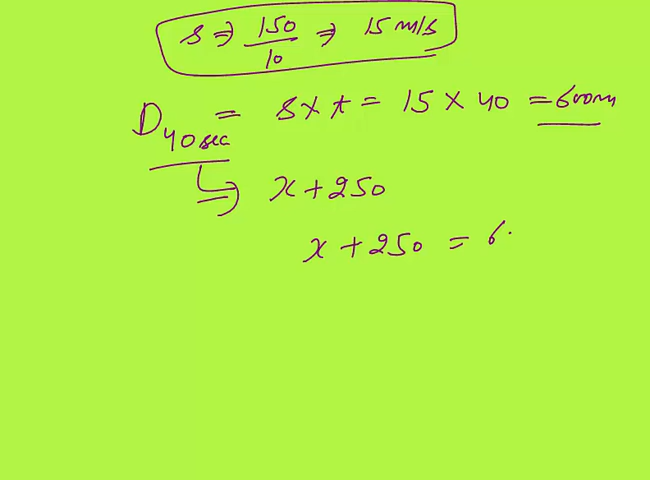 s ⇒ 150/10 ⇒ 15 m/s
D40sec = s × t = 15 × 40 = 600m
↳ x + 250
x + 250 = 6